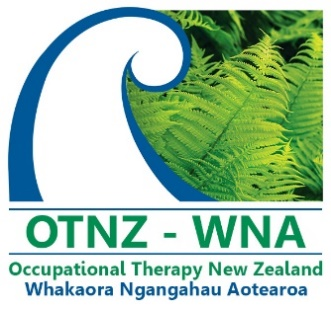 OTNZ - WNA
Occupational Therapy New Zealand
Whakaora Ngangahau Aotearoa